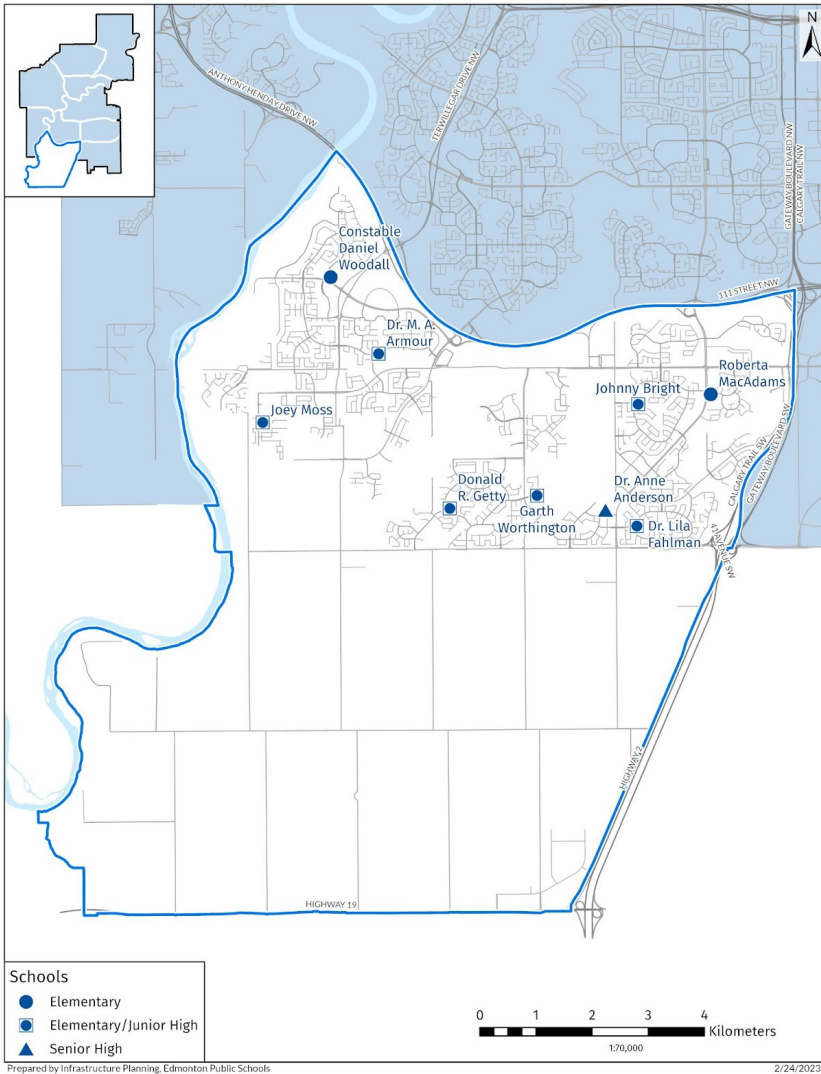 N
ANTHONY HENDAY DRIVE NW
TERWILLEGAR DRIVE NW
GATEWAY BOULEVARD NW
CALGARY TRAIL NW
Constable
Daniel
Woodall
111 STREET NW
Dr. M. A.
Armour
Roberta
MacAdams
Johnny Bright
Joey Moss
CALGARY TRAIL SW
GATEWAY BOULEVARD SW
Donald
R. Getty
Garth
Worthington
Dr. Anne
Anderson
Dr. Lila
Fahlman
41 AVENUE SW
HIGHWAY 2
HIGHWAY 19
Schools
Elementary
Elementary/Junior High
Senior High
0 1 2 3 4
Kilometers
1:70,000
Prepared by Infrastructure Planning, Edmonton Public Schools
2/24/2023